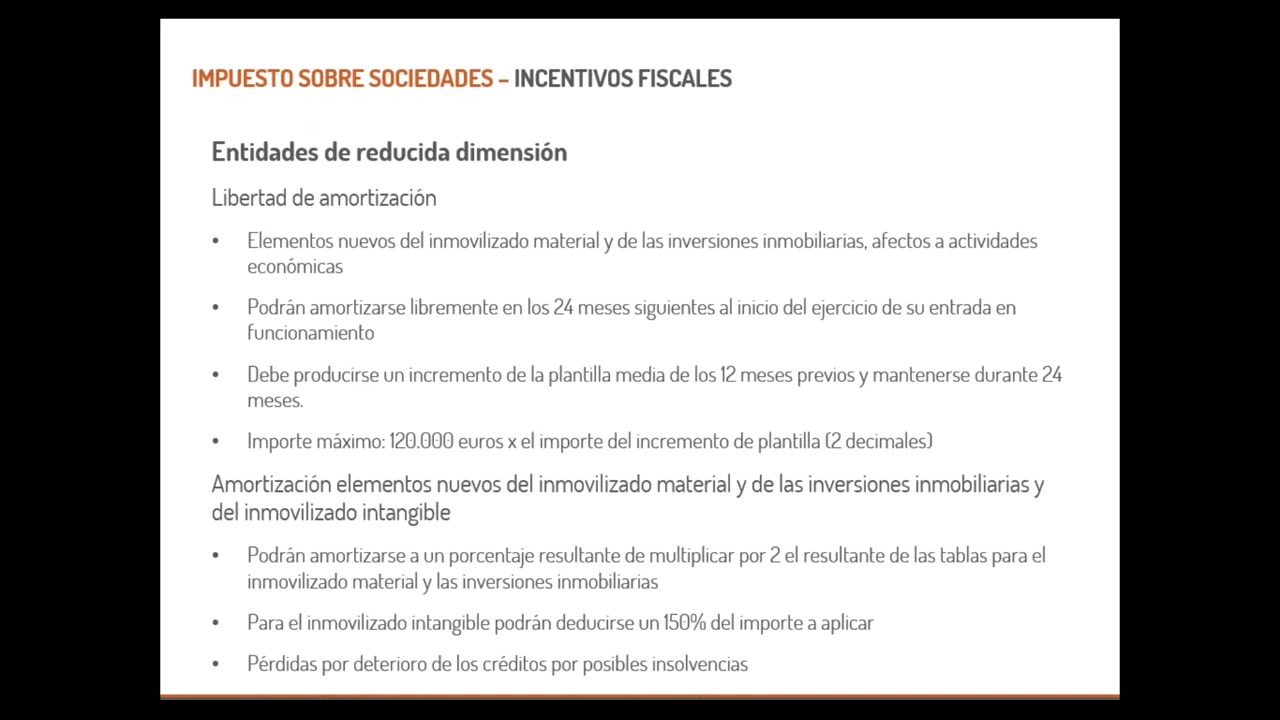 IMPUESTO SOBRE SOCIEDADES – INCENTIVOS FISCALES
Entidades de reducida dimensión
Libertad de amortización
• Elementos nuevos del inmovilizado material y de las inversiones inmobiliarias, afectos a actividades
económicas
• Podrán amortizarse libremente en los 24 meses siguientes al inicio del ejercicio de su entrada en
funcionamiento
• Debe producirse un incremento de la plantilla media de los 12 meses previos y mantenerse durante 24
meses.
• Importe máximo: 120.000 euros x el importe del incremento de plantilla (2 decimales)
Amortización elementos nuevos del inmovilizado material y de las inversiones inmobiliarias y
del inmovilizado intangible
• Podrán amortizarse a un porcentaje resultante de multiplicar por 2 el resultante de las tablas para el
inmovilizado material y las inversiones inmobiliarias
• Para el inmovilizado intangible podrán deducirse un 150% del importe a aplicar
• Pérdidas por deterioro de los créditos por posibles insolvencias